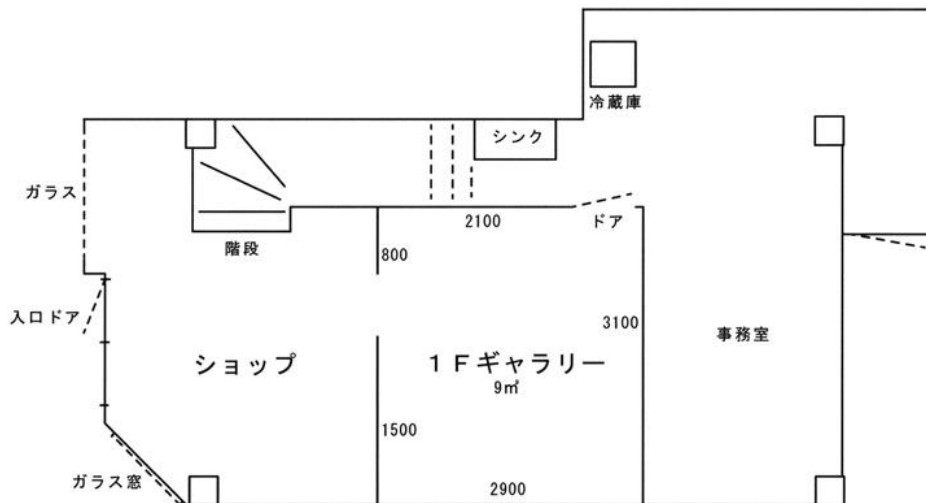 冷蔵庫
シンク
ガラス
2100
ドア
階段
800
入口ドア
3100
事務室
ショップ
1Fギャラリー
9㎡
1500
ガラス窓
2900